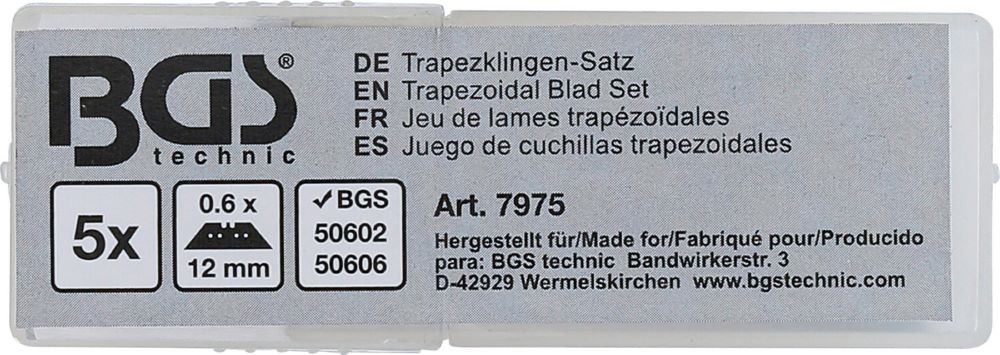 BGS®
technic
DE Trapezklingen-Satz
EN Trapezoidal Blad Set
FR Jeu de lames trapézoïdales
ES Juego de cuchillas trapezoidales
5x
0.6 x
12 mm
✓BGS
50602
50606
Art. 7975
Hergestellt für/Made for/Fabriqué pour/Producido
para: BGS technic Bandwirkerstr. 3
D-42929 Wermelskirchen www.bgstechnic.com